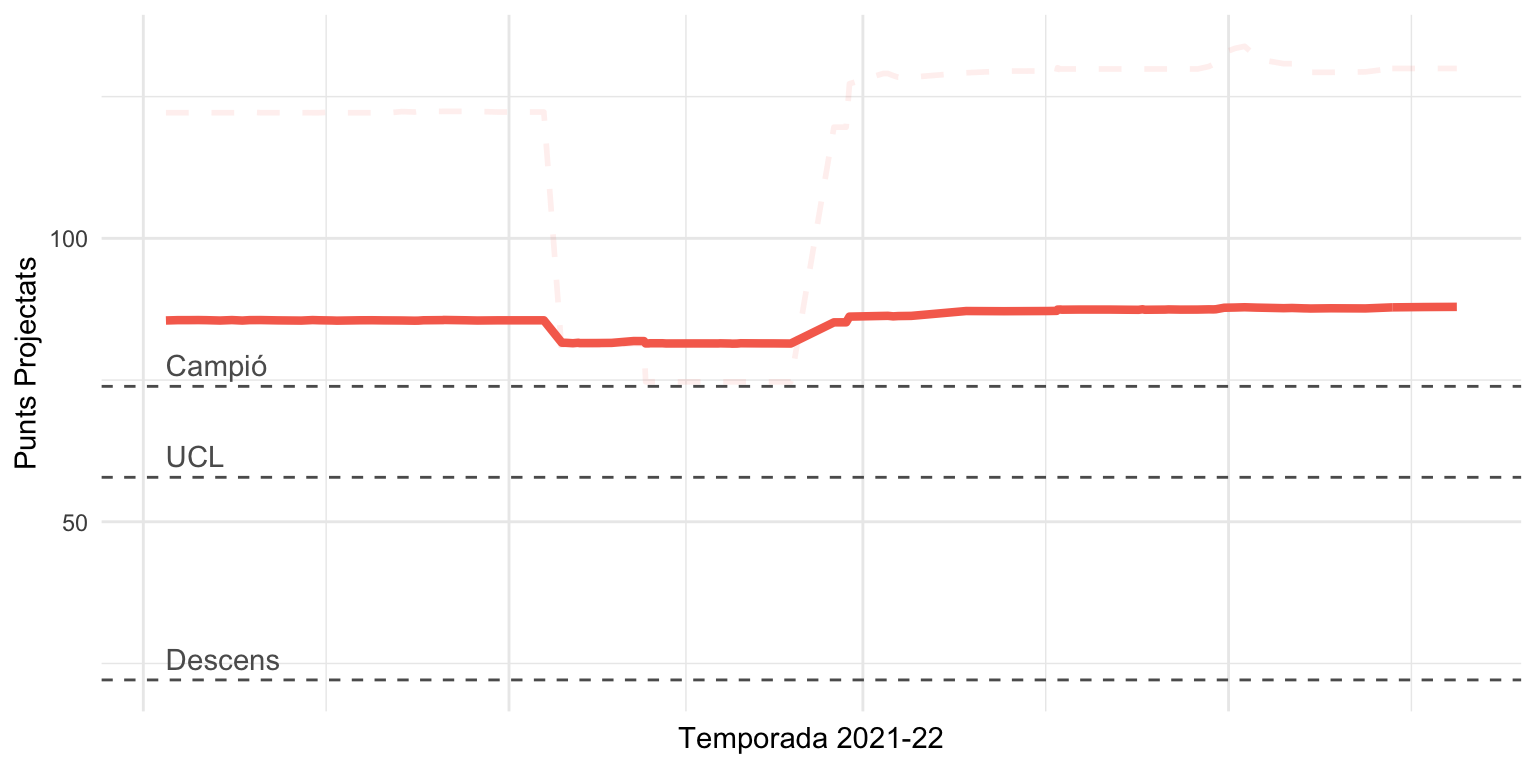 Punts Projectats
100
Campió
UCL
50
Descens
Temporada 2021-22